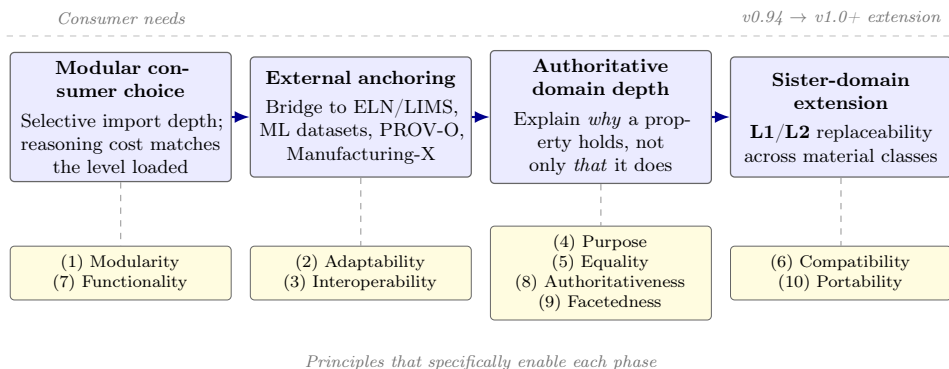 Consumer needs
v0.94 → v1.0+ extension
Modular con-
sumer choice
Selective import depth;
reasoning cost matches
the level loaded
External anchoring
Bridge to ELN/LIMS,
ML datasets, PROV-O,
Manufacturing-X
Authoritative
domain depth
Explain why a prop-
erty holds, not
only that it does
Sister-domain
extension
L1/L2 replaceability
across material classes
(1) Modularity
(7) Functionality
(2) Adaptability
(3) Interoperability
(4) Purpose
(5) Equality
(8) Authoritativeness
(9) Facetedness
(6) Compatibility
(10) Portability
Principles that specifically enable each phase